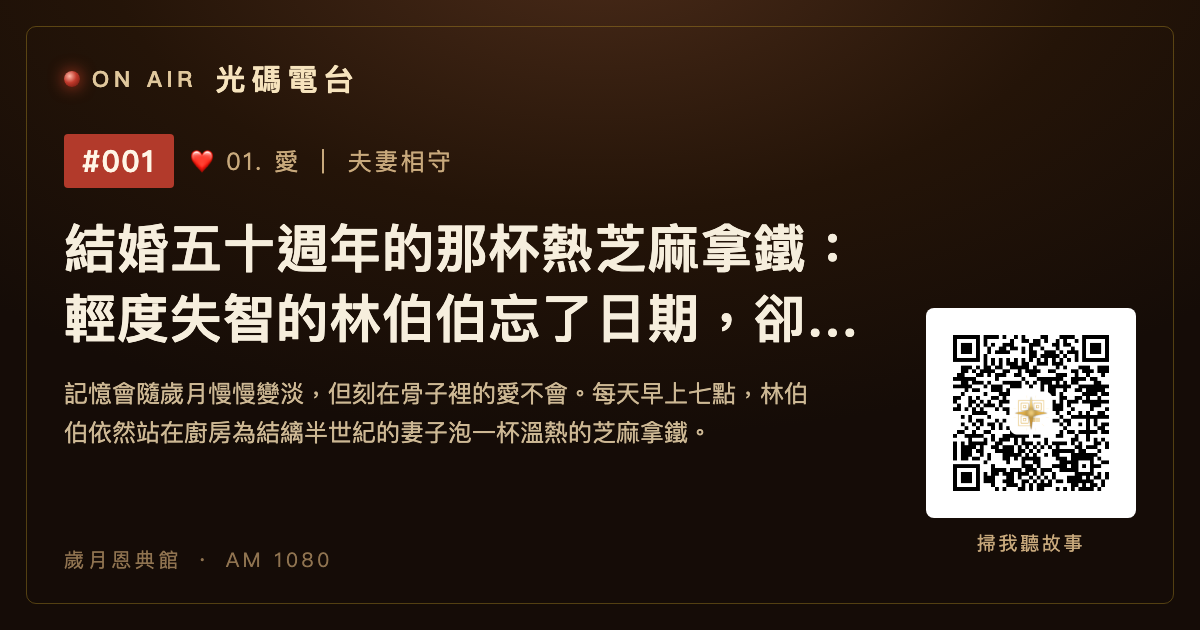 ON AIR 光碼電台
#001 ❤️ 01. 愛 ｜ 夫妻相守
結婚五十週年的那杯熱芝麻拿鐵：
輕度失智的林伯伯忘了日期，卻...
記憶會隨歲月慢慢變淡，但刻在骨子裡的愛不會。每天早上七點，林伯
伯依然站在廚房為結縭半世紀的妻子泡一杯溫熱的芝麻拿鐵。
掃我聽故事
歲月恩典館 · AM 1080